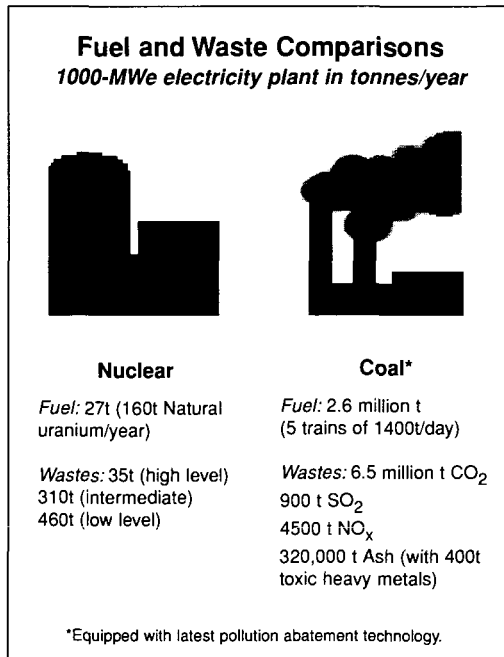 Fuel and Waste Comparisons
1000-MWe electricity plant in tonnes/year
Nuclear
Fuel: 27t (160t Natural
uranium/year)
Wastes: 35t (high level)
310t (intermediate)
460t (low level)
Coal*
Fuel: 2.6 million t
(5 trains of 1400t/day)
Wastes: 6.5 million t CO₂
900 t SO₂
4500 t NOₓ
320,000 t Ash (with 400t
toxic heavy metals)
*Equipped with latest pollution abatement technology.